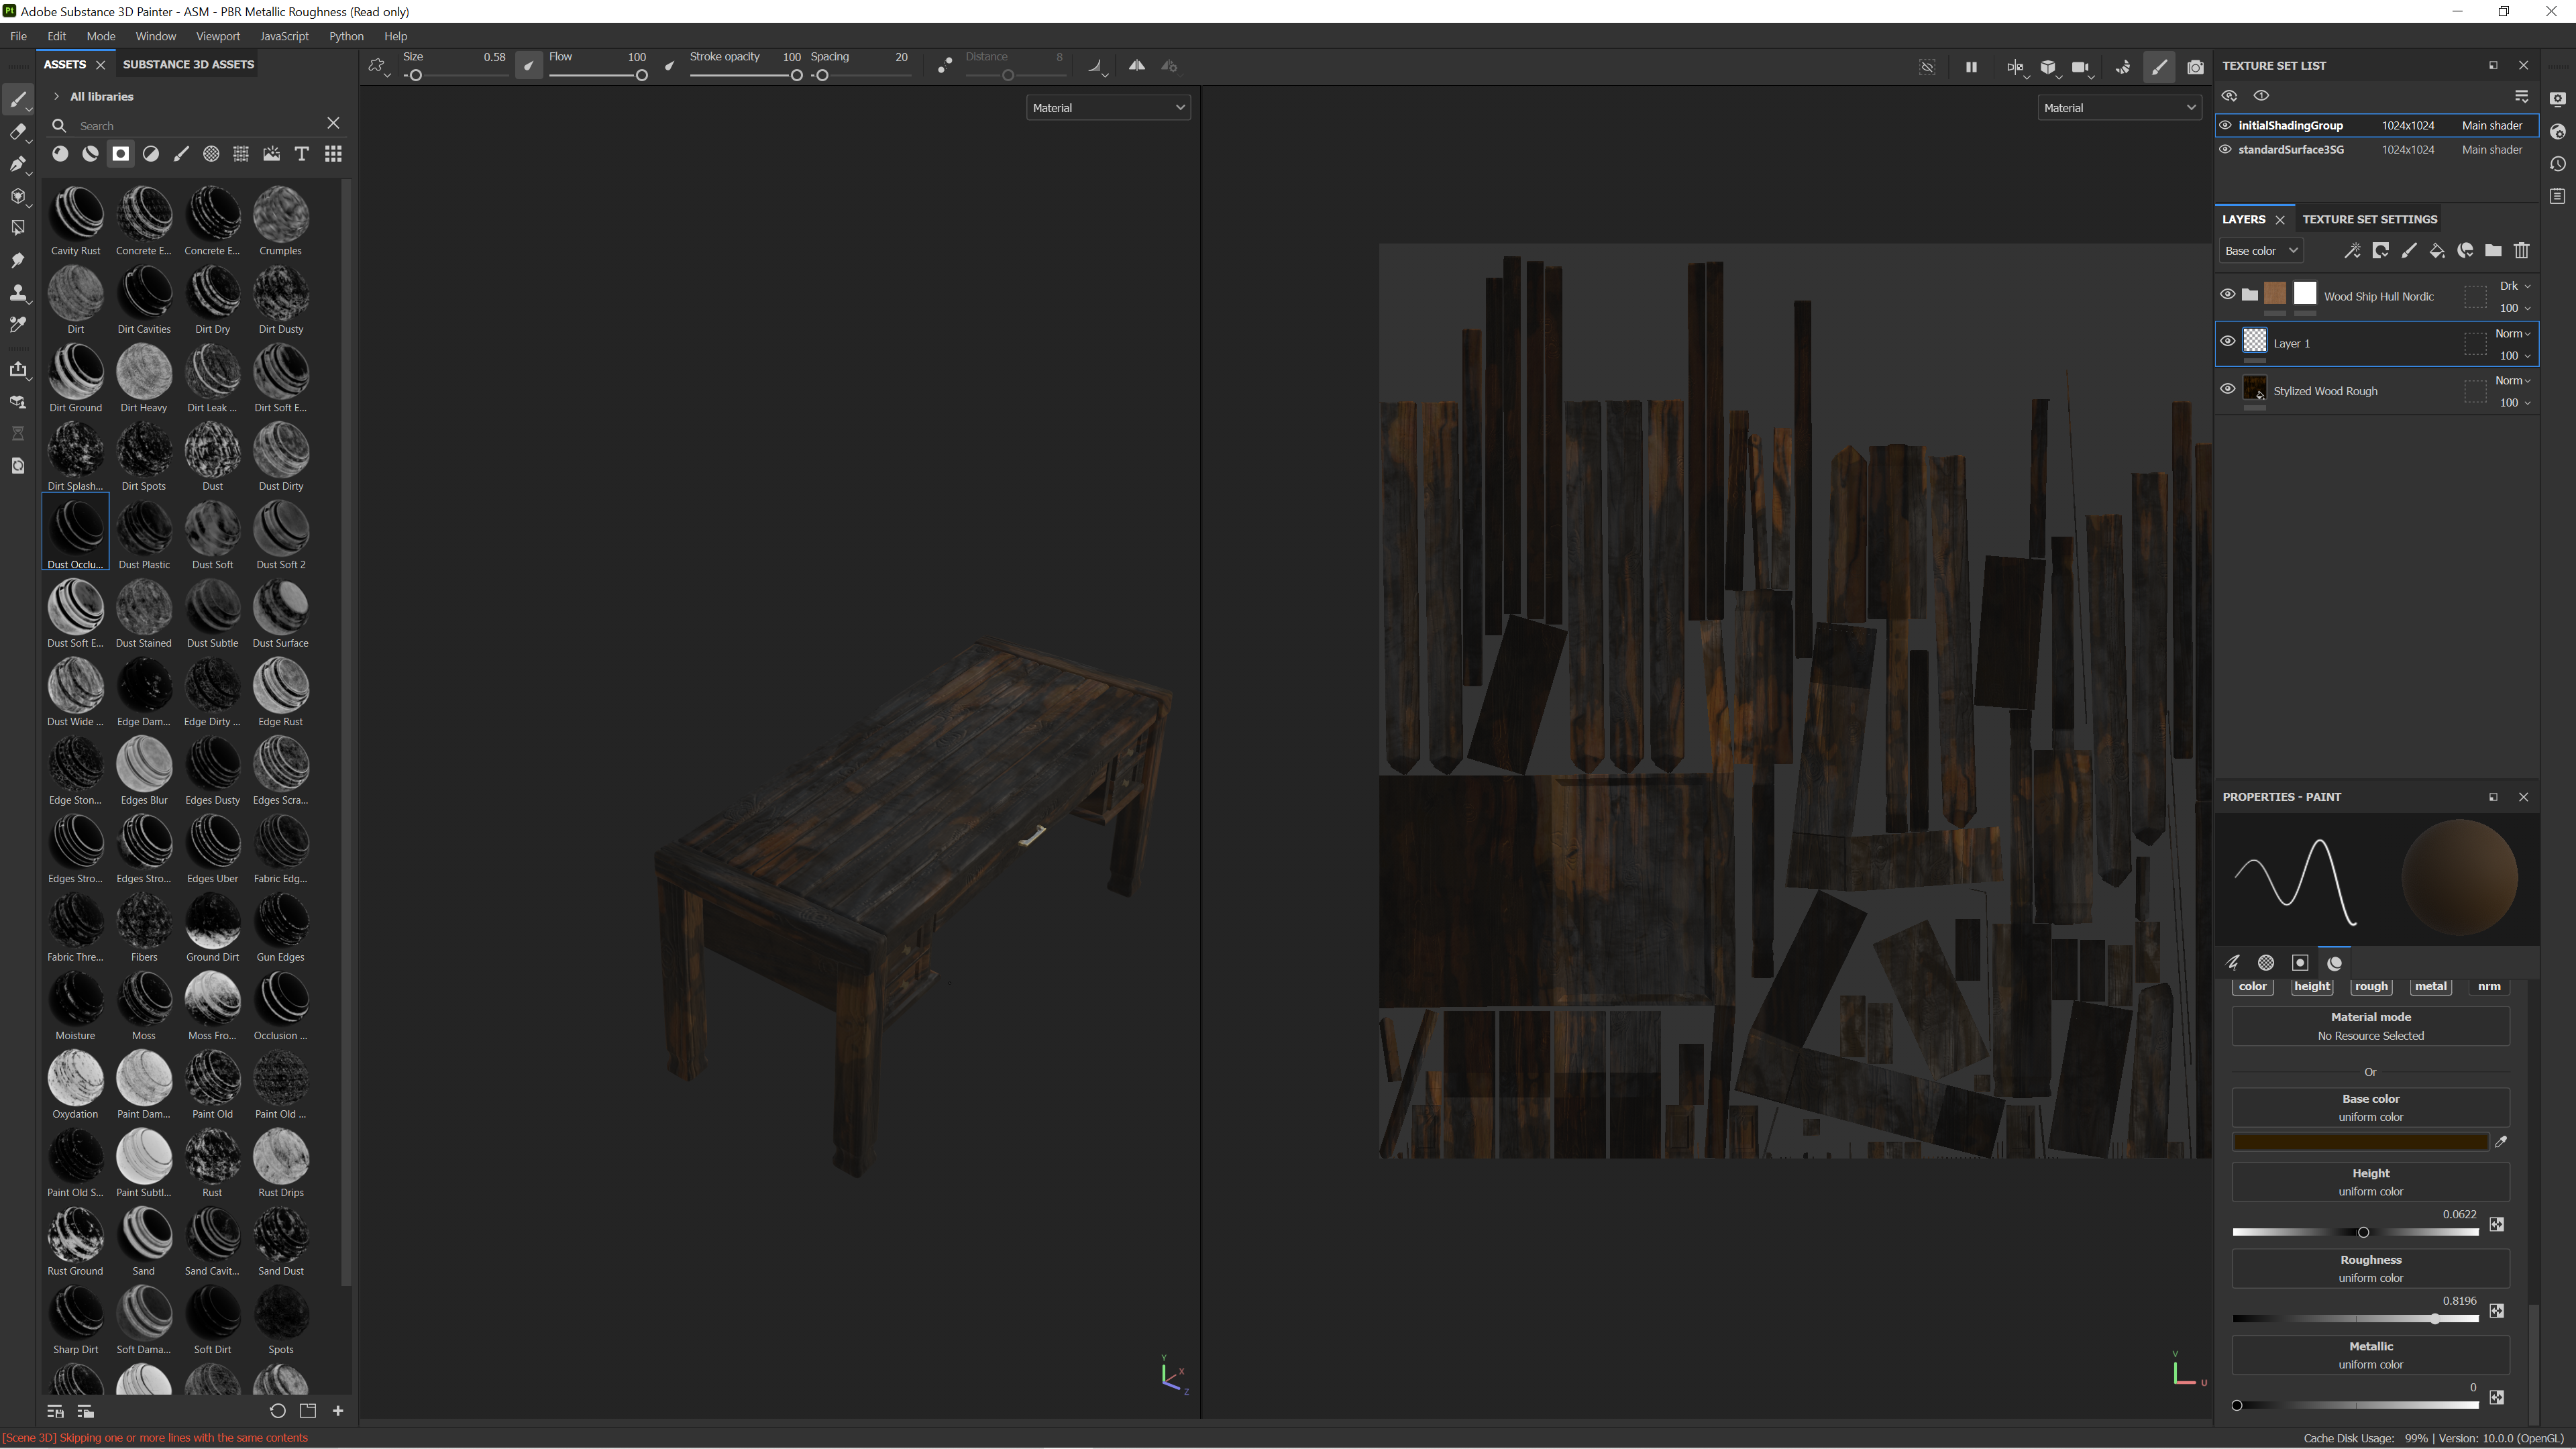 Pt Adobe Substance 3D Painter - ASM - PBR Metallic Roughness (Read only)
File Edit Mode Window Viewport JavaScript Python Help
ASSETS SUBSTANCE 3D ASSETS
Size 0.58 Flow 100 Stroke opacity 100 Spacing 20 Distance 8
All libraries
Search
Cavity Rust Concrete E... Concrete E... Crumples
Dirt Dirt Cavities Dirt Dry Dirt Dusty
Dirt Ground Dirt Heavy Dirt Leak ... Dirt Soft E...
Dirt Splash... Dirt Spots Dust Dust Dirty
Dust Occlu... Dust Plastic Dust Soft Dust Soft 2
Dust Soft E... Dust Stained Dust Subtle Dust Surface
Dust Wide ... Edge Dam... Edge Dirty ... Edge Rust
Edge Ston... Edges Blur Edges Dusty Edges Scra...
Edges Stro... Edges Stro... Edges Uber Fabric Edg...
Fabric Thre... Fibers Ground Dirt Gun Edges
Moisture Moss Moss Fro... Occlusion ...
Oxydation Paint Dam... Paint Old Paint Old ...
Paint Old S... Paint Subtl... Rust Rust Drips
Rust Ground Sand Sand Cavit... Sand Dust
Sharp Dirt Soft Dama... Soft Dirt Spots
Material
Y
X
Z
Material
V
U
TEXTURE SET LIST
initialShadingGroup 1024x1024 Main shader
standardSurface3SG 1024x1024 Main shader
LAYERS TEXTURE SET SETTINGS
Base color
Wood Ship Hull Nordic Drk
100
Layer 1 Norm
100
Stylized Wood Rough Norm
100
PROPERTIES - PAINT
color height rough metal nrm
Material mode
No Resource Selected
Or
Base color
uniform color
Height
uniform color
0.0622
Roughness
uniform color
0.8196
Metallic
uniform color
0
[Scene 3D] Skipping one or more lines with the same contents
Cache Disk Usage: 99% | Version: 10.0.0 (OpenGL)